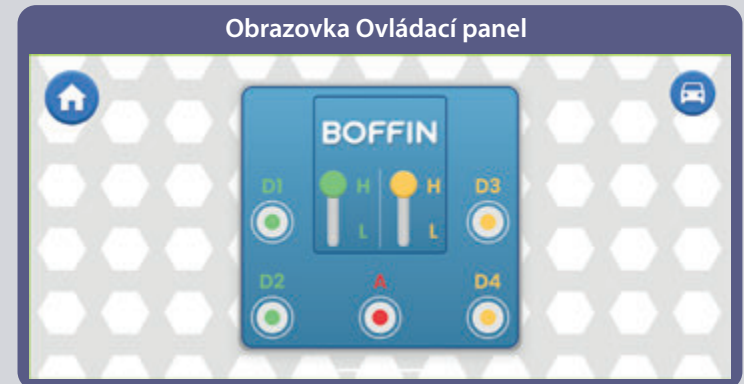 Obrazovka Ovládací panel
BOFFIN
D1 H H D3
L L
D2 A D4